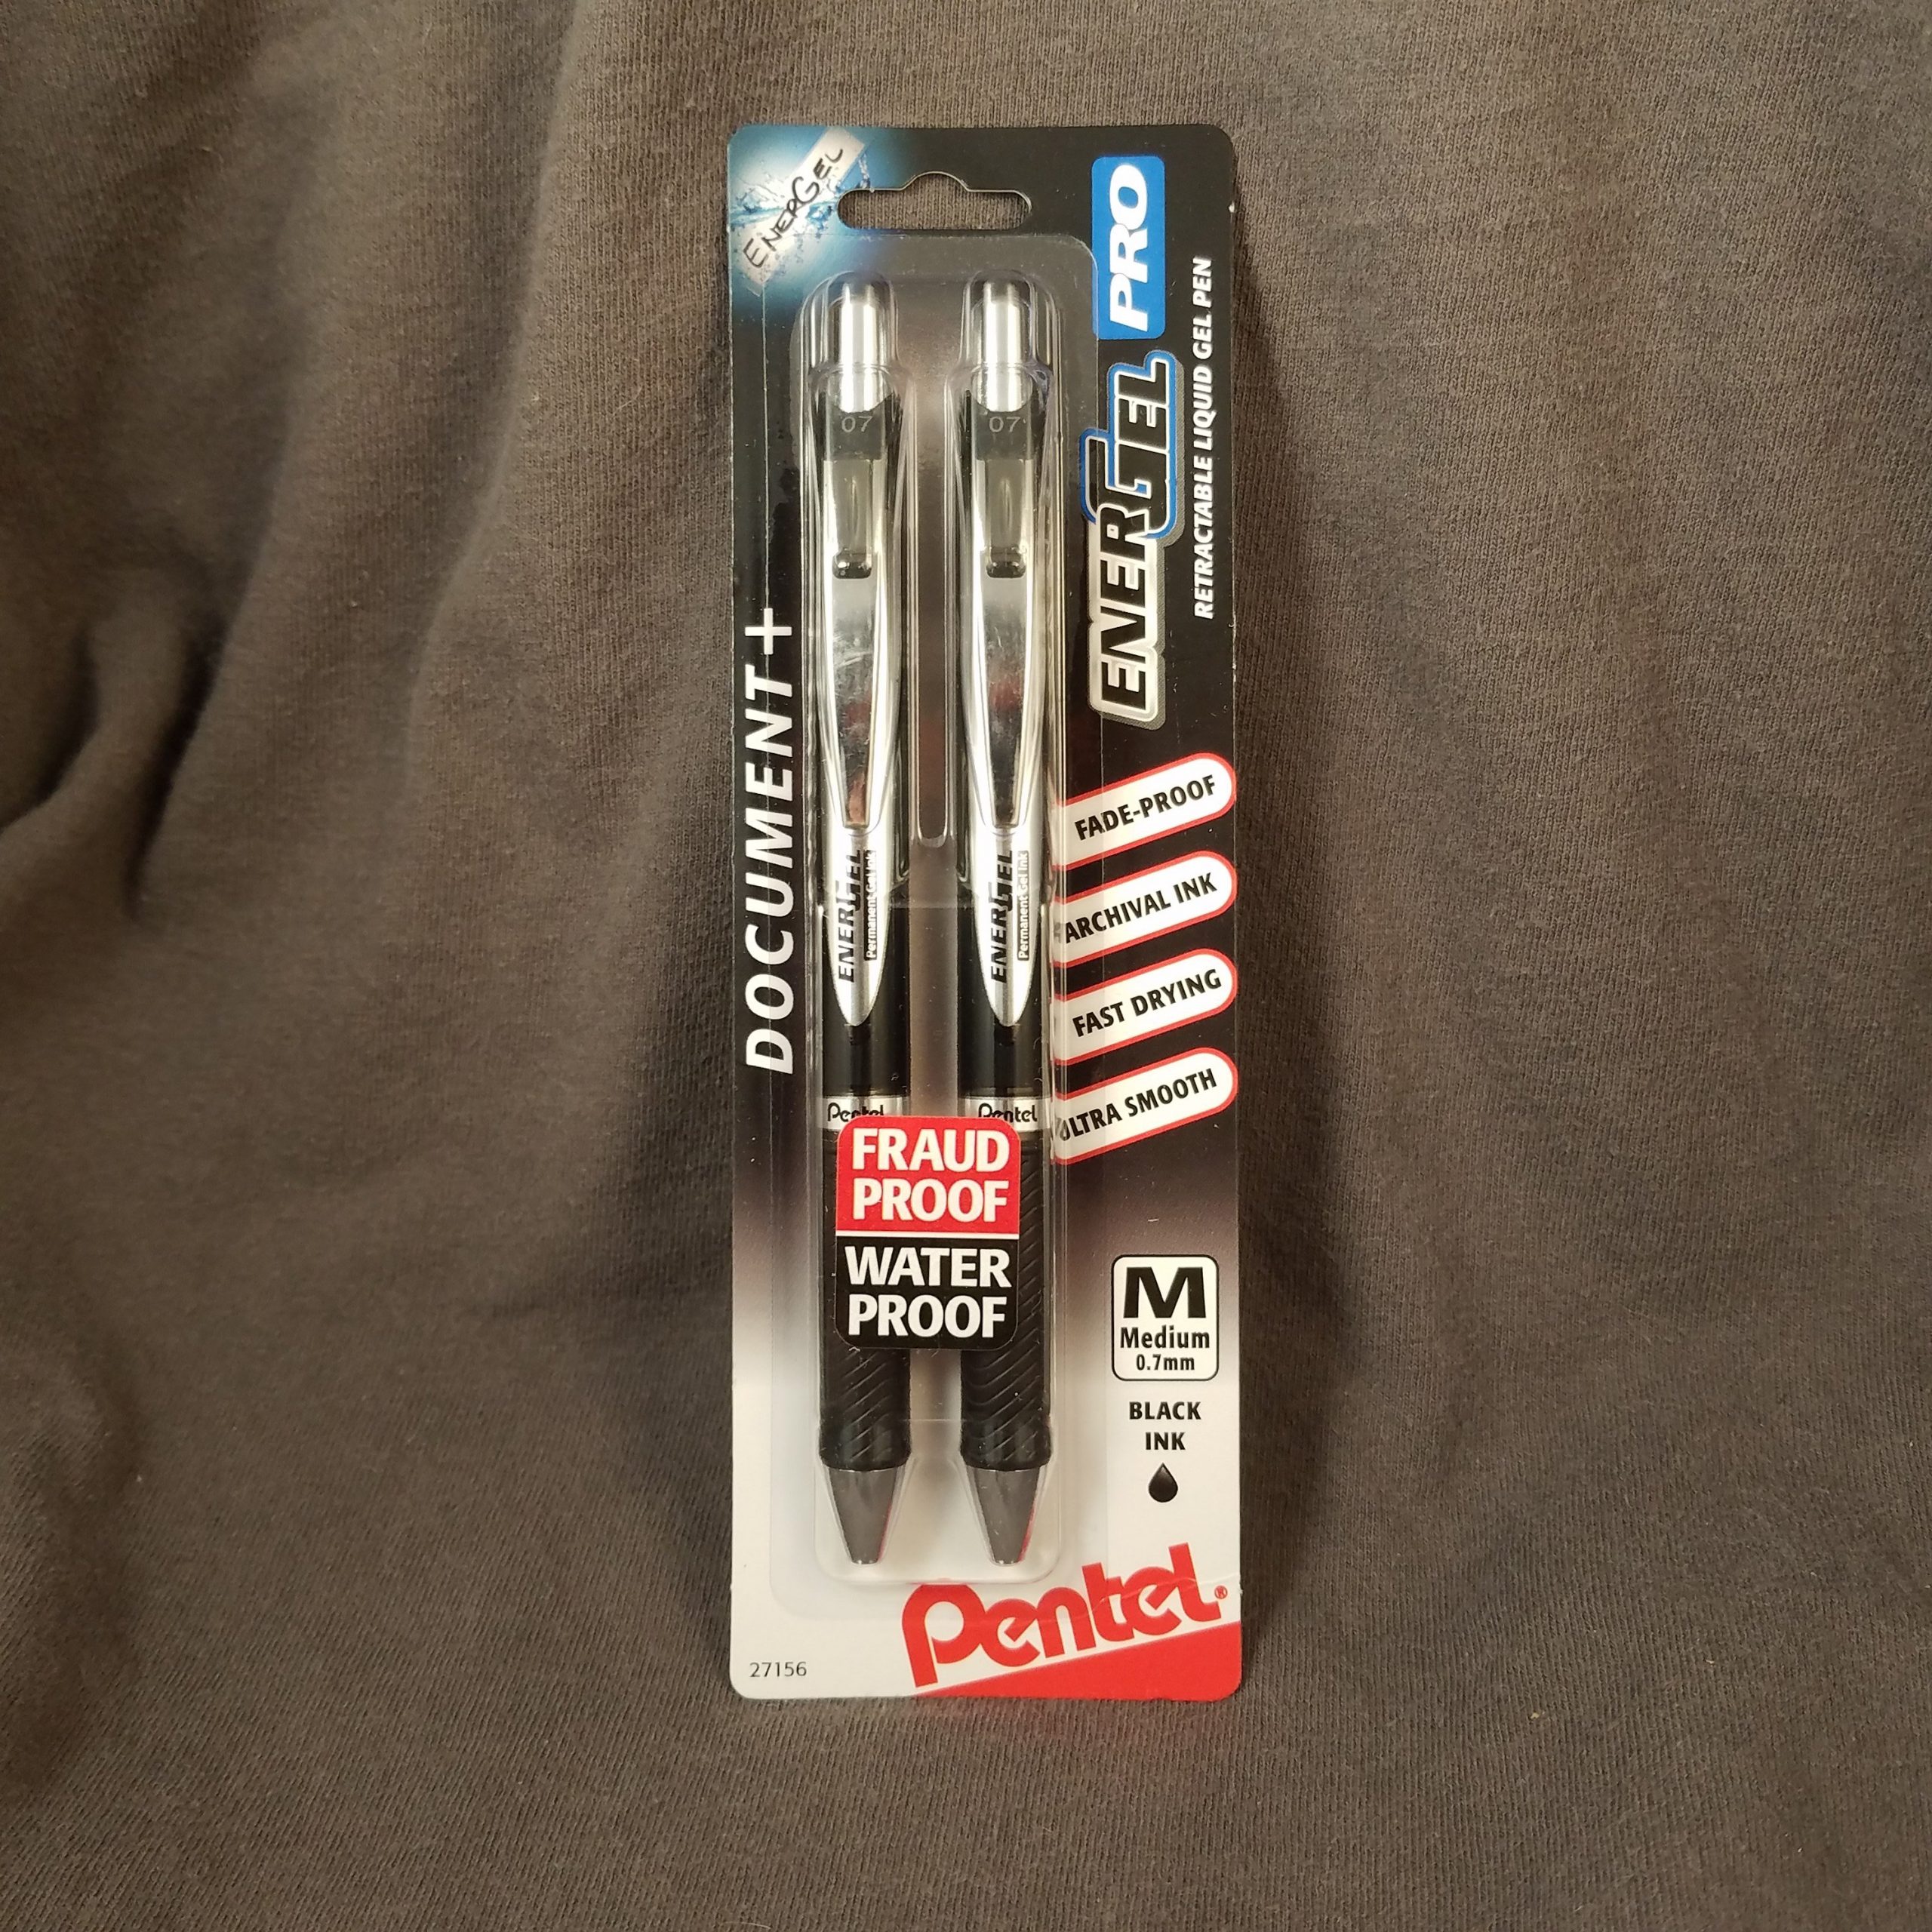 ENERGEL
PRO
ENERGEL
RETRACTABLE LIQUID GEL PEN
DOCUMENT+
07
07
FADE-PROOF
ARCHIVAL INK
FAST DRYING
ULTRA SMOOTH
ENERGEL
Permanent Gel Ink
ENERGEL
Permanent Gel Ink
Pentel
Pentel
FRAUD
PROOF
WATER
PROOF
M
Medium
0.7mm
BLACK
INK
Pentel®
27156